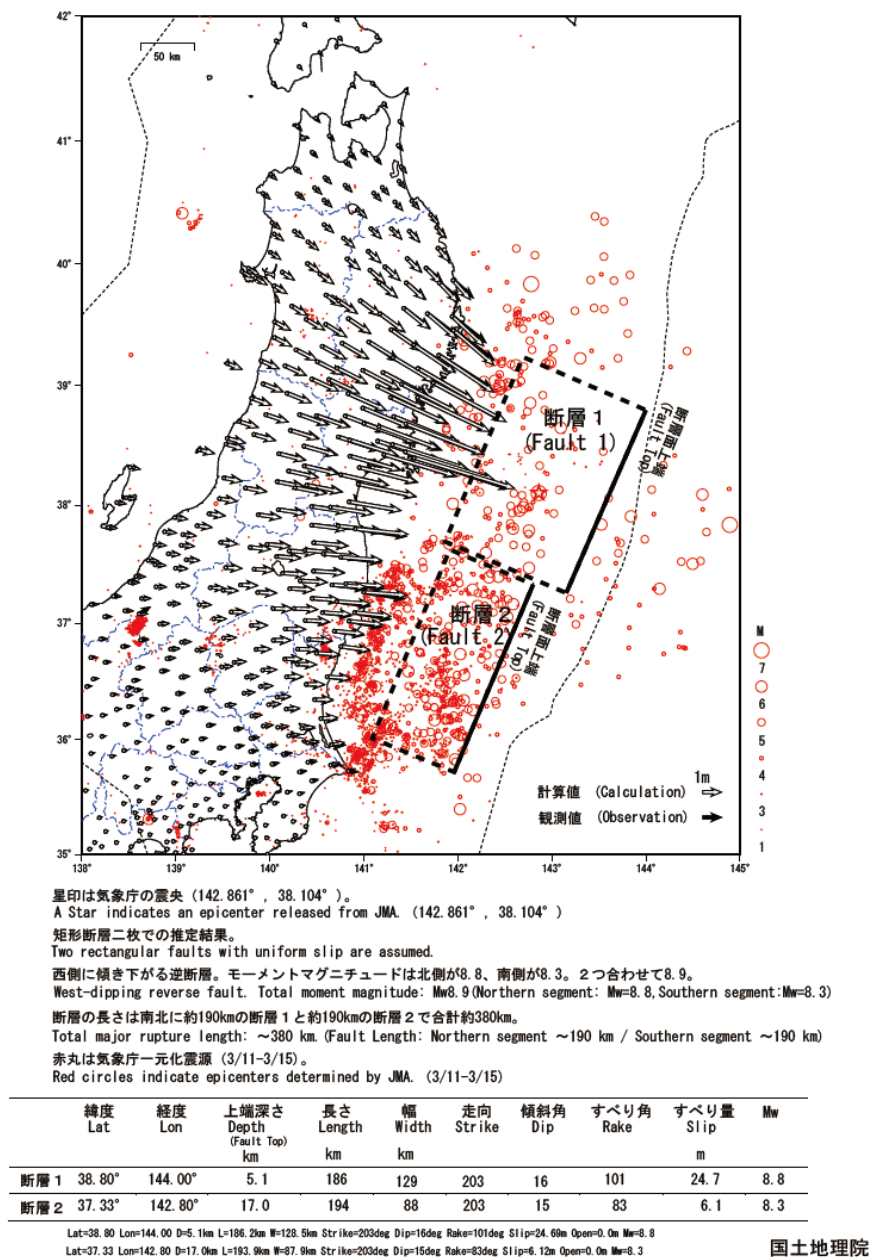 42°
50 km
41°
40°
39°
断層1
(Fault 1)
断層面上端
(Fault Top)
38°
37°
断層2
(Fault 2)
断層面上端
(Fault Top)
M
7
6
5
4
3
1
36°
1m
計算値 (Calculation)
観測値 (Observation)
35°
138° 139° 140° 141° 142° 143° 144° 145°
星印は気象庁の震央 (142.861°, 38.104°)。
A Star indicates an epicenter released from JMA. (142.861°, 38.104°)
矩形断層二枚での推定結果。
Two rectangular faults with uniform slip are assumed.
西側に傾き下がる逆断層。モーメントマグニチュードは北側が8.8、南側が8.3。2つ合わせて8.9。
West-dipping reverse fault. Total moment magnitude: Mw8.9(Northern segment: Mw=8.8,Southern segment:Mw=8.3)
断層の長さは南北に約190kmの断層1と約190kmの断層2で合計約380km。
Total major rupture length: ~380 km.(Fault Length: Northern segment ~190 km / Southern segment ~190 km)
赤丸は気象庁一元化震源 (3/11-3/15)。
Red circles indicate epicenters determined by JMA. (3/11-3/15)
緯度 経度 上端深さ 長さ 幅 走向 傾斜角 すべり角 すべり量 Mw
Lat Lon Depth Length Width Strike Dip Rake Slip
(Fault Top)
km km km m
断層1 38.80° 144.00° 5.1 186 129 203 16 101 24.7 8.8
断層2 37.33° 142.80° 17.0 194 88 203 15 83 6.1 8.3
Lat=38.80 Lon=144.00 D=5.1km L=186.2km W=128.5km Strike=203deg Dip=16deg Rake=101deg Slip=24.69m Open=0.0m Mw=8.8
Lat=37.33 Lon=142.80 D=17.0km L=193.9km W=87.9km Strike=203deg Dip=15deg Rake=83deg Slip=6.12m Open=0.0m Mw=8.3
国土地理院